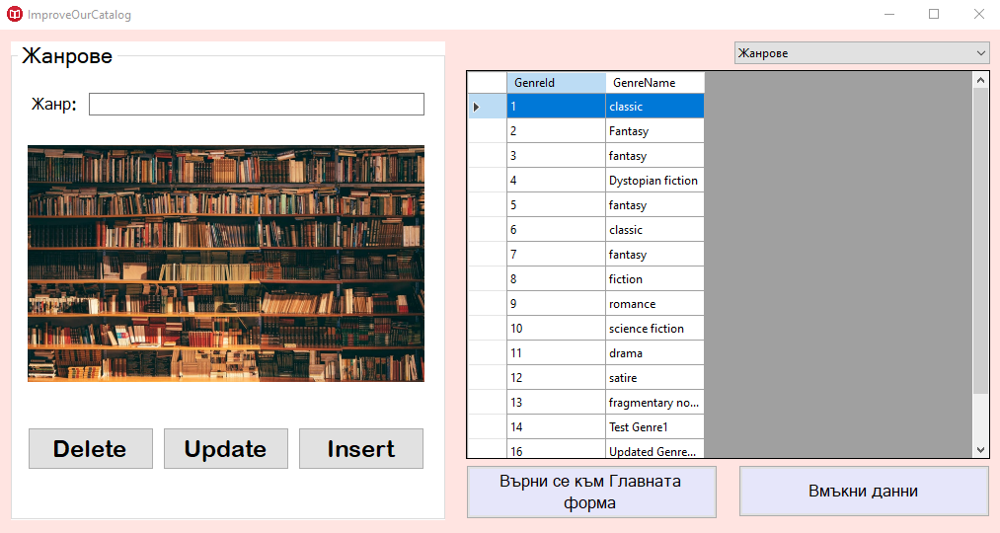 ImproveOurCatalog
Жанрове
Жанр:
Delete Update Insert
Жанрове
GenreId GenreName
1 classic
2 Fantasy
3 fantasy
4 Dystopian fiction
5 fantasy
6 classic
7 fantasy
8 fiction
9 romance
10 science fiction
11 drama
12 satire
13 fragmentary no...
14 Test Genre1
16 Updated Genre...
Върни се към Главната
форма
Вмъкни данни